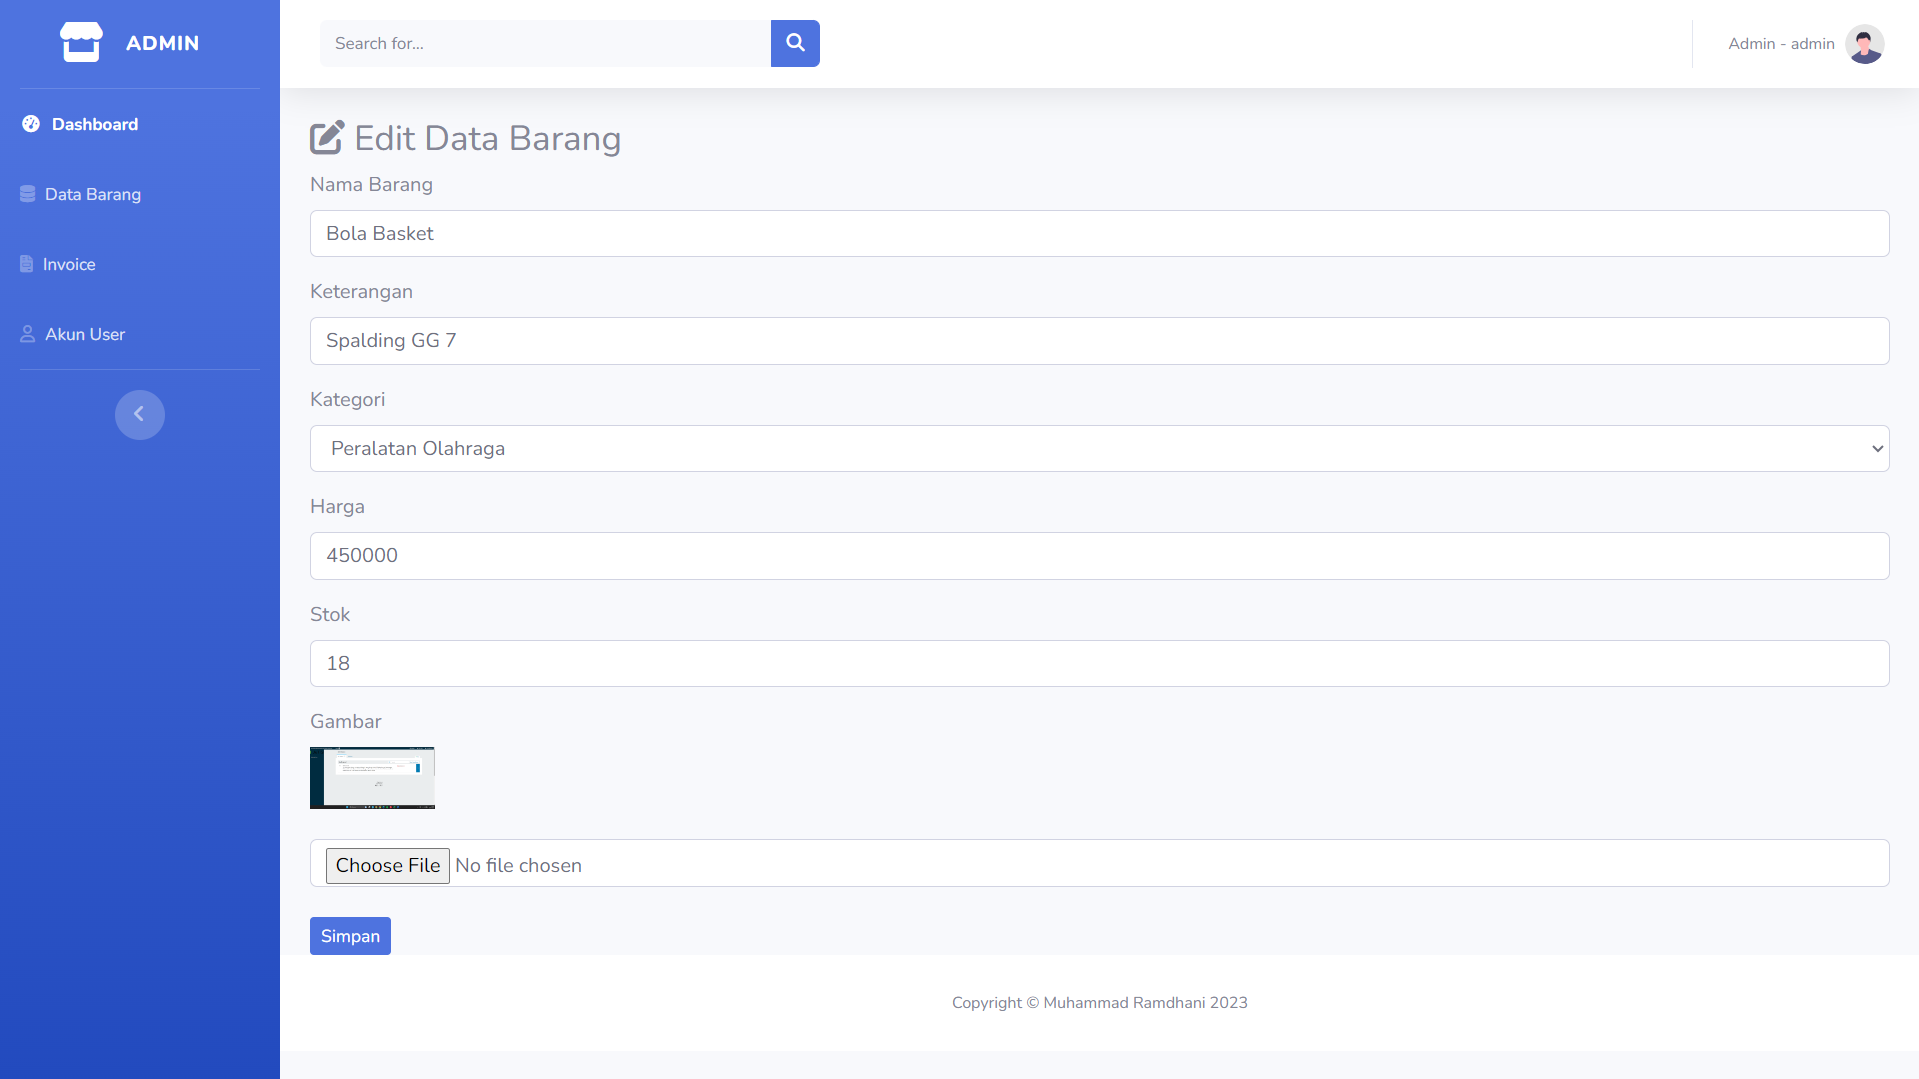 ADMIN
Search for...
Admin - admin
Dashboard
Data Barang
Invoice
Akun User
Edit Data Barang
Nama Barang
Bola Basket
Keterangan
Spalding GG 7
Kategori
Peralatan Olahraga
Harga
450000
Stok
18
Gambar
Choose File No file chosen
Simpan
Copyright © Muhammad Ramdhani 2023